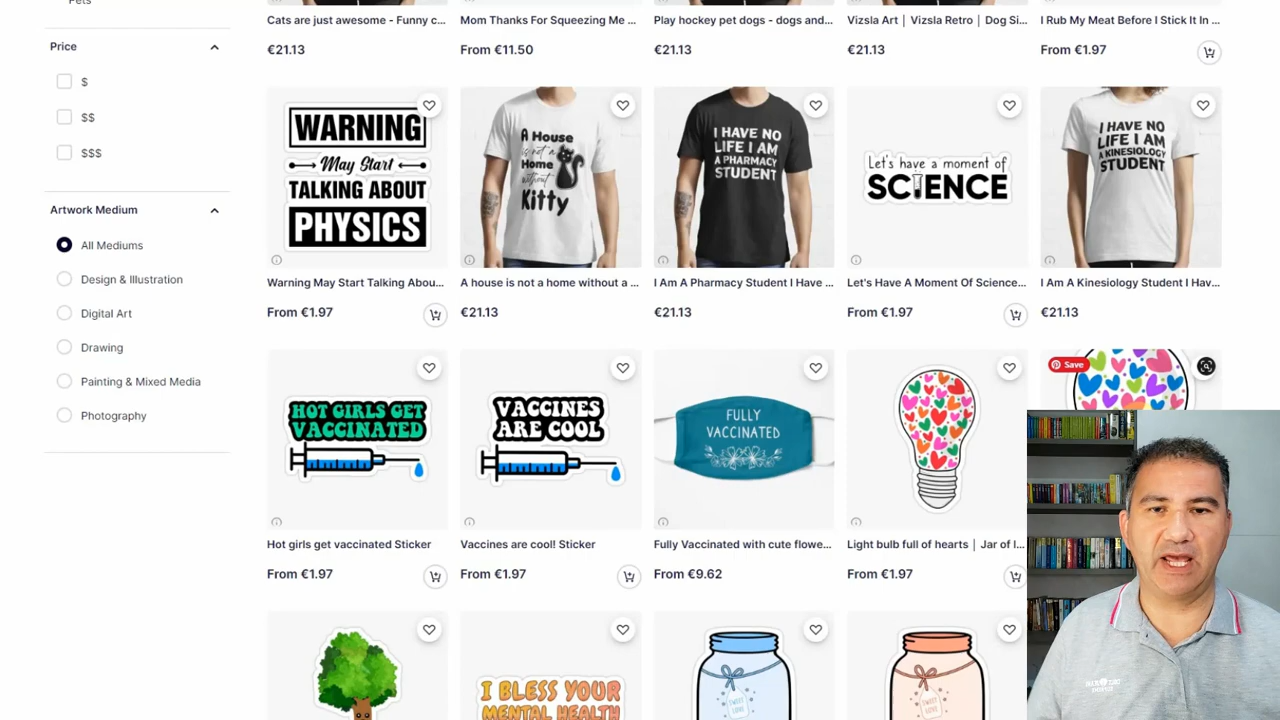 Pets
Price
$
$$
$$$
Artwork Medium
All Mediums
Design & Illustration
Digital Art
Drawing
Painting & Mixed Media
Photography
Cats are just awesome - Funny c...
€21.13
Mom Thanks For Squeezing Me ...
From €11.50
Play hockey pet dogs - dogs and...
€21.13
Vizsla Art | Vizsla Retro | Dog Si...
€21.13
I Rub My Meat Before I Stick It In ...
From €1.97
WARNING
May Start
TALKING ABOUT
PHYSICS
Warning May Start Talking Abou...
From €1.97
A House
is not a
Home
without
Kitty
A house is not a home without a ...
€21.13
I HAVE NO
LIFE I AM
A PHARMACY
STUDENT
I Am A Pharmacy Student I Have ...
€21.13
Let's have a moment of
SCIENCE
Let's Have A Moment Of Science...
From €1.97
I HAVE NO
LIFE I AM
A KINESIOLOGY
STUDENT
I Am A Kinesiology Student I Hav...
€21.13
HOT GIRLS GET
VACCINATED
Hot girls get vaccinated Sticker
From €1.97
VACCINES
ARE COOL
Vaccines are cool! Sticker
From €1.97
FULLY
VACCINATED
Fully Vaccinated with cute flowe...
From €9.62
Light bulb full of hearts | Jar of l...
From €1.97
Save
I BLESS YOUR
MENTAL HEALTH